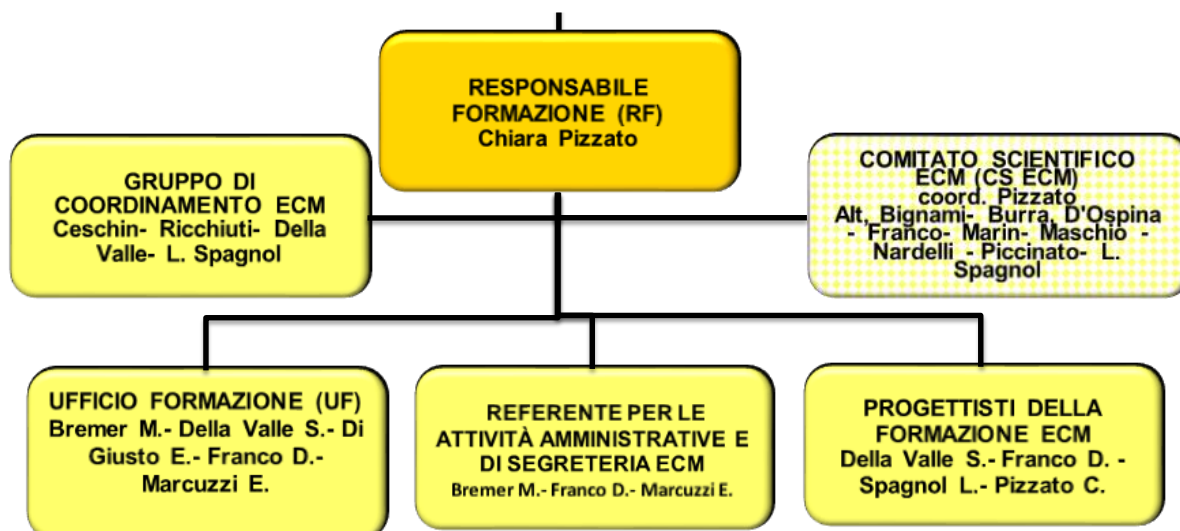 RESPONSABILE
FORMAZIONE (RF)
Chiara Pizzato
GRUPPO DI
COORDINAMENTO ECM
Ceschin- Ricchiuti- Della
Valle- L. Spagnol
COMITATO SCIENTIFICO
ECM (CS ECM)
coord. Pizzato
Alt, Bignami- Burra, D'Ospina
- Franco- Marin- Maschio -
Nardelli - Piccinato- L.
Spagnol
UFFICIO FORMAZIONE (UF)
Bremer M.- Della Valle S.- Di
Giusto E.- Franco D.-
Marcuzzi E.
REFERENTE PER LE
ATTIVITÀ AMMINISTRATIVE E
DI SEGRETERIA ECM
Bremer M.- Franco D.- Marcuzzi E.
PROGETTISTI DELLA
FORMAZIONE ECM
Della Valle S.- Franco D. -
Spagnol L.- Pizzato C.